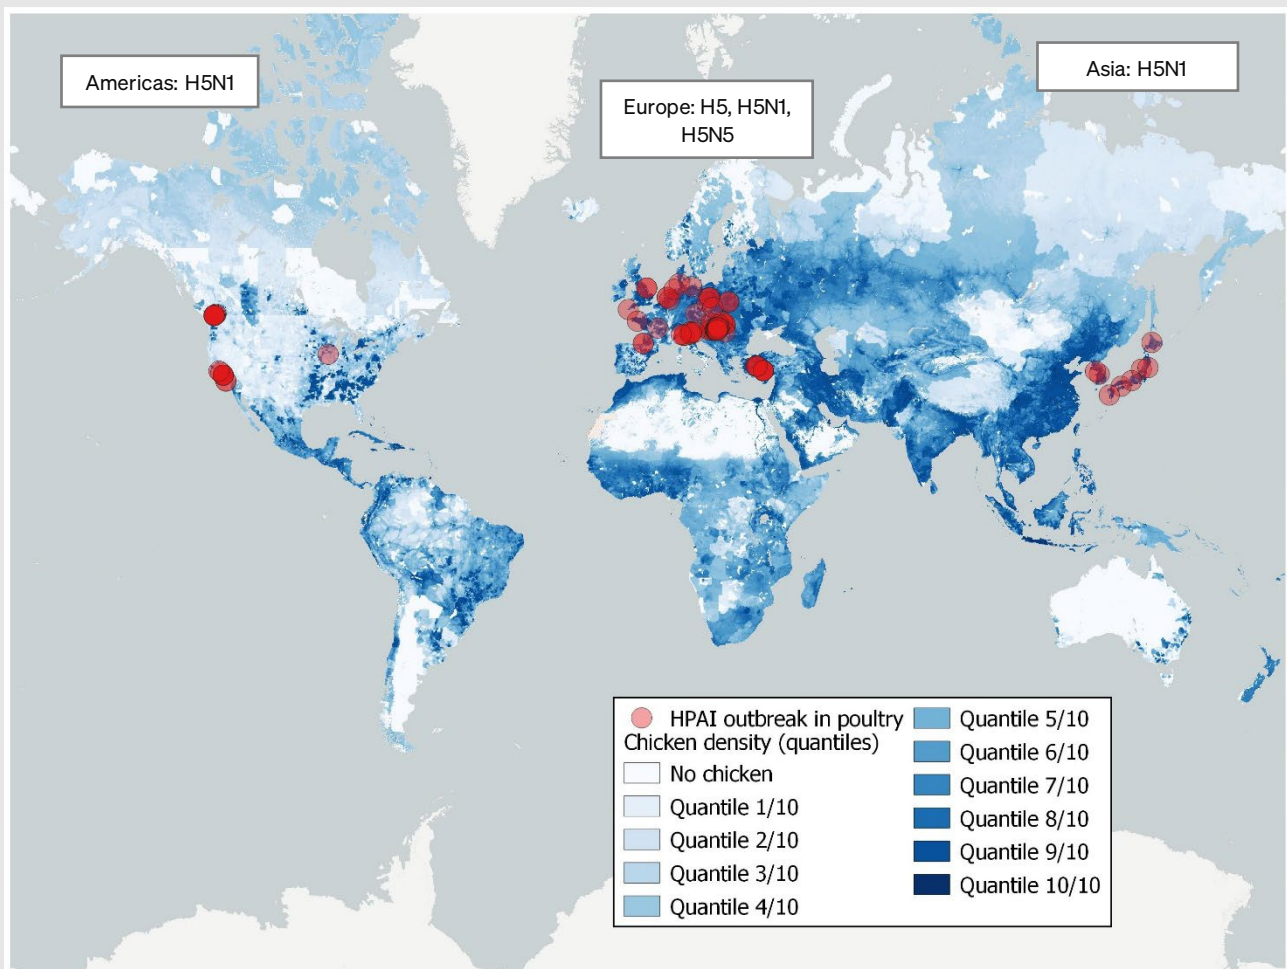 Americas: H5N1
Europe: H5, H5N1,
H5N5
Asia: H5N1
HPAI outbreak in poultry
Chicken density (quantiles)
No chicken
Quantile 1/10
Quantile 2/10
Quantile 3/10
Quantile 4/10
Quantile 5/10
Quantile 6/10
Quantile 7/10
Quantile 8/10
Quantile 9/10
Quantile 10/10